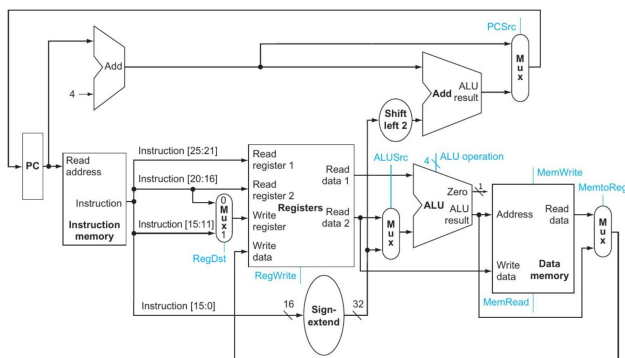 PCSrc
Add
4
M
u
x
Add
ALU
result
Shift
left 2
PC
Read
address
Instruction
Instruction
memory
Instruction [25:21]
Instruction [20:16]
Instruction [15:11]
Instruction [15:0]
0
M
u
x
1
RegDst
Read
register 1
Read
register 2
Write
register
Write
data
Registers
Read
data 1
Read
data 2
RegWrite
16
Sign-
extend
32
ALUSrc
M
u
x
4
ALU operation
Zero
1
ALU
ALU
result
MemWrite
Address
Read
data
Write
data
Data
memory
MemRead
MemtoReg
M
u
x